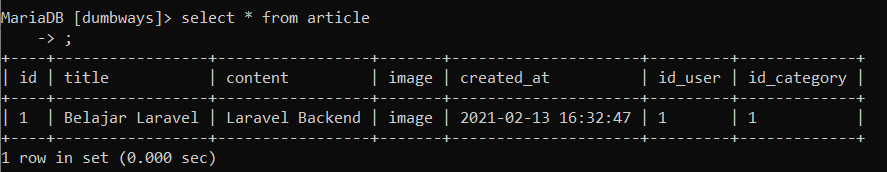 MariaDB [dumbways]> select * from article
    -> ;
+----+-----------------+-----------------+-------+---------------------+---------+-------------+
| id | title           | content         | image | created_at          | id_user | id_category |
+----+-----------------+-----------------+-------+---------------------+---------+-------------+
| 1  | Belajar Laravel | Laravel Backend | image | 2021-02-13 16:32:47 | 1       | 1           |
+----+-----------------+-----------------+-------+---------------------+---------+-------------+
1 row in set (0.000 sec)